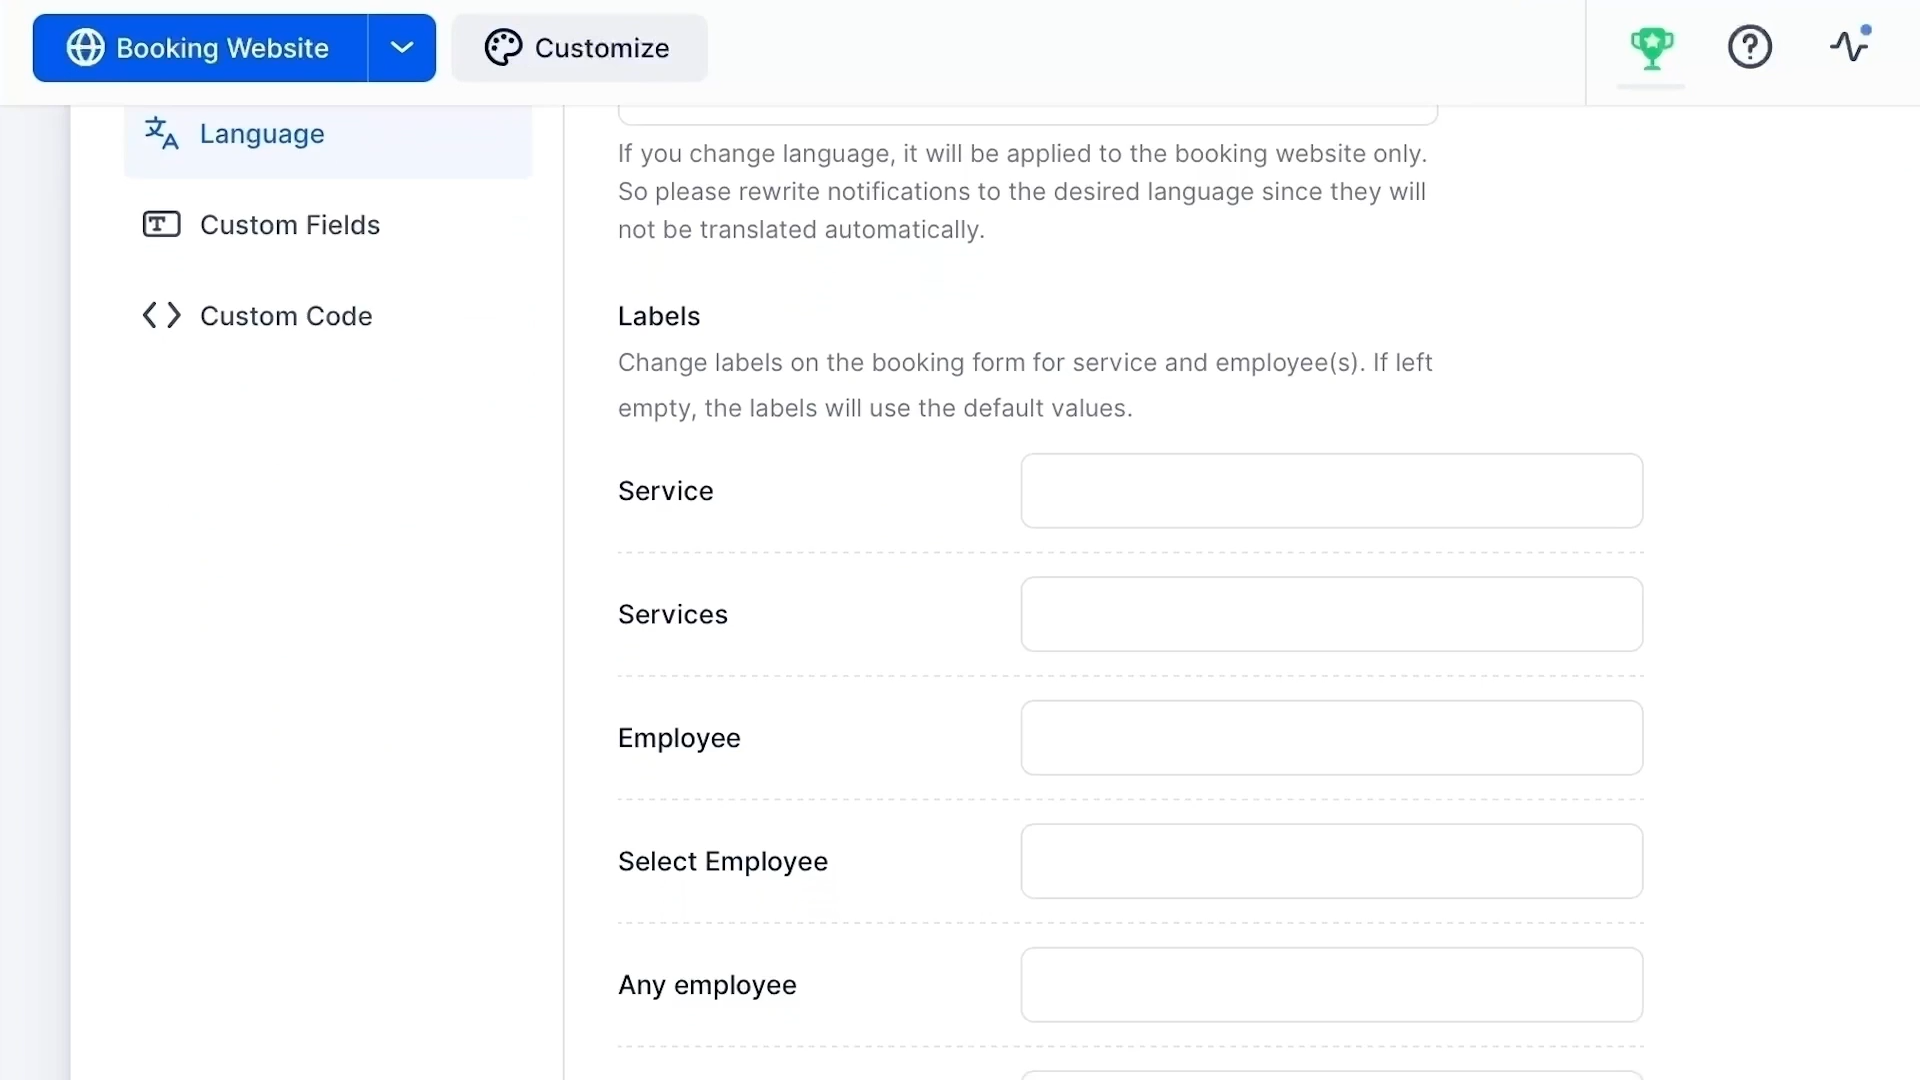 Booking Website
Customize
Language
Custom Fields
Custom Code
If you change language, it will be applied to the booking website only.
So please rewrite notifications to the desired language since they will
not be translated automatically.
Labels
Change labels on the booking form for service and employee(s). If left
empty, the labels will use the default values.
Service
Services
Employee
Select Employee
Any employee